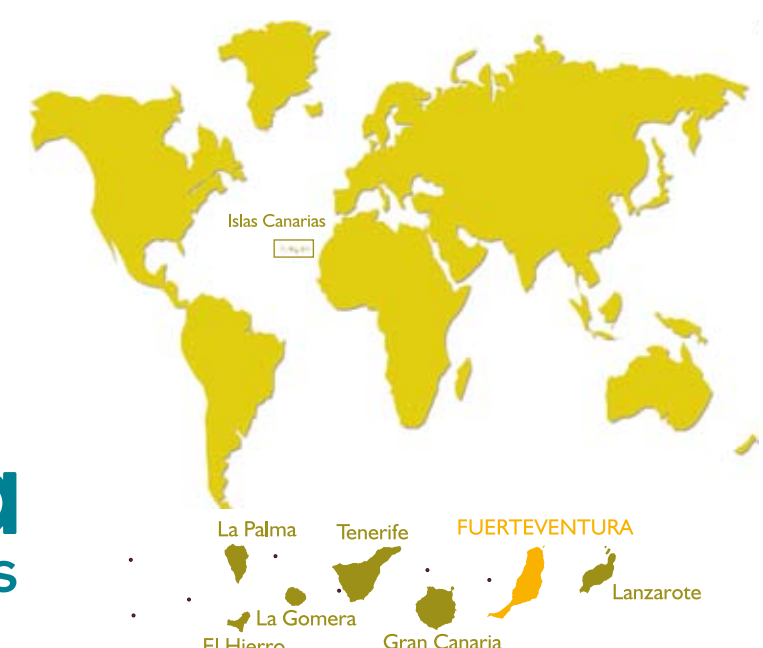 Islas Canarias
a
s
La Palma
Tenerife
FUERTEVENTURA
Lanzarote
La Gomera
El Hierro
Gran Canaria